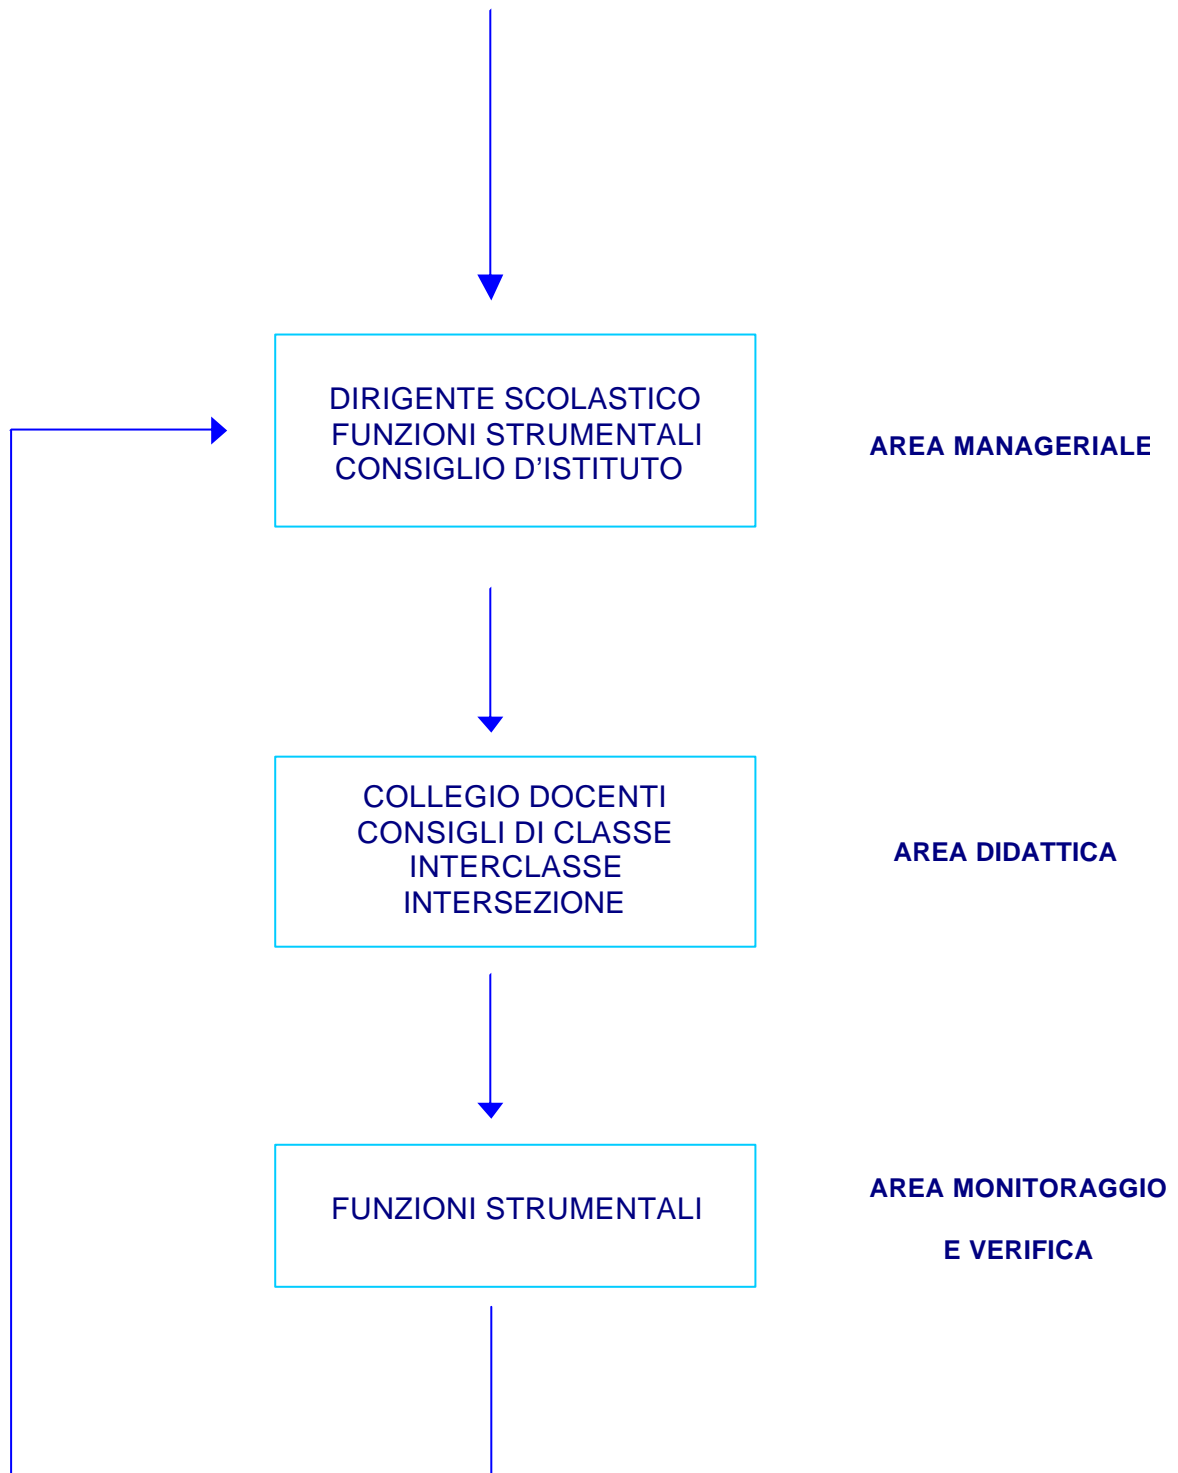 DIRIGENTE SCOLASTICO
FUNZIONI STRUMENTALI
CONSIGLIO D’ISTITUTO
AREA MANAGERIALE
COLLEGIO DOCENTI
CONSIGLI DI CLASSE
INTERCLASSE
INTERSEZIONE
AREA DIDATTICA
FUNZIONI STRUMENTALI
AREA MONITORAGGIO
E VERIFICA